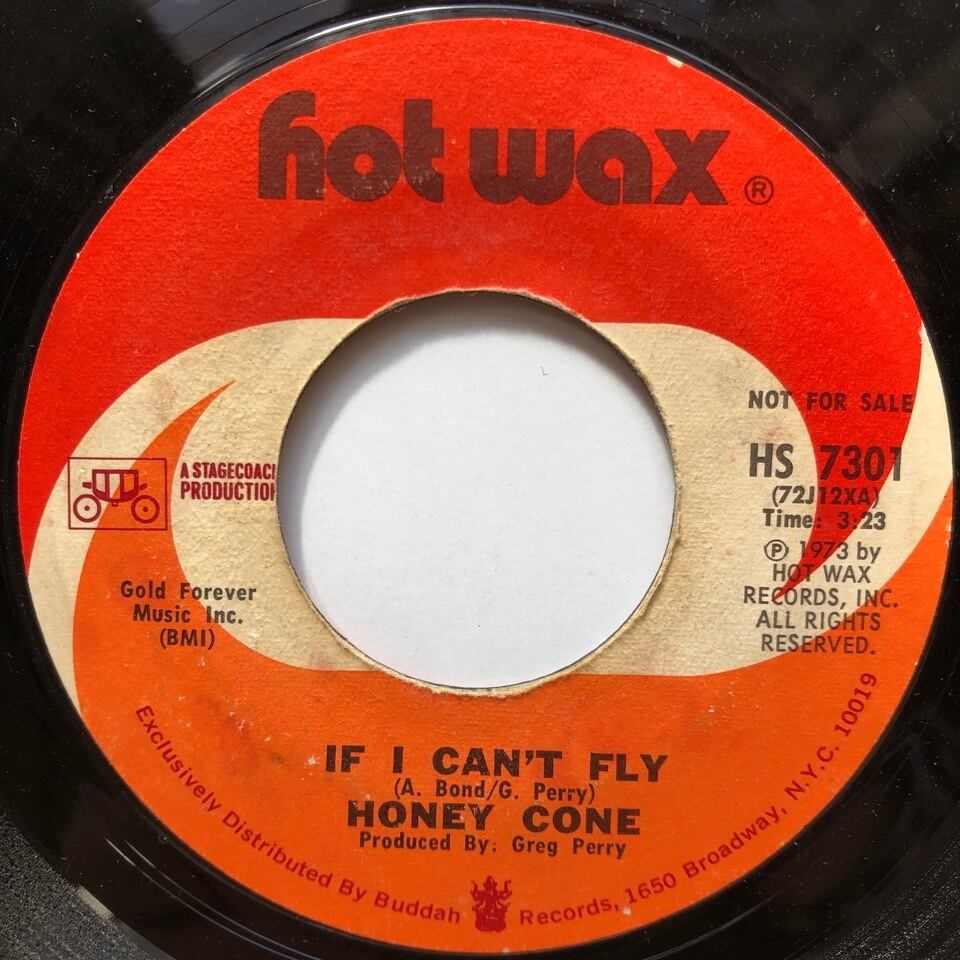 hot wax ®
A STAGECOACH
PRODUCTION
Gold Forever
Music Inc.
(BMI)
NOT FOR SALE
HS 7301
(72J12XA)
Time: 3:23
℗ 1973 by
HOT WAX
RECORDS, INC.
ALL RIGHTS
RESERVED.
IF I CAN'T FLY
(A. Bond/G. Perry)
HONEY CONE
Produced By: Greg Perry
Exclusively Distributed By Buddah Records, 1650 Broadway, N.Y.C. 10019